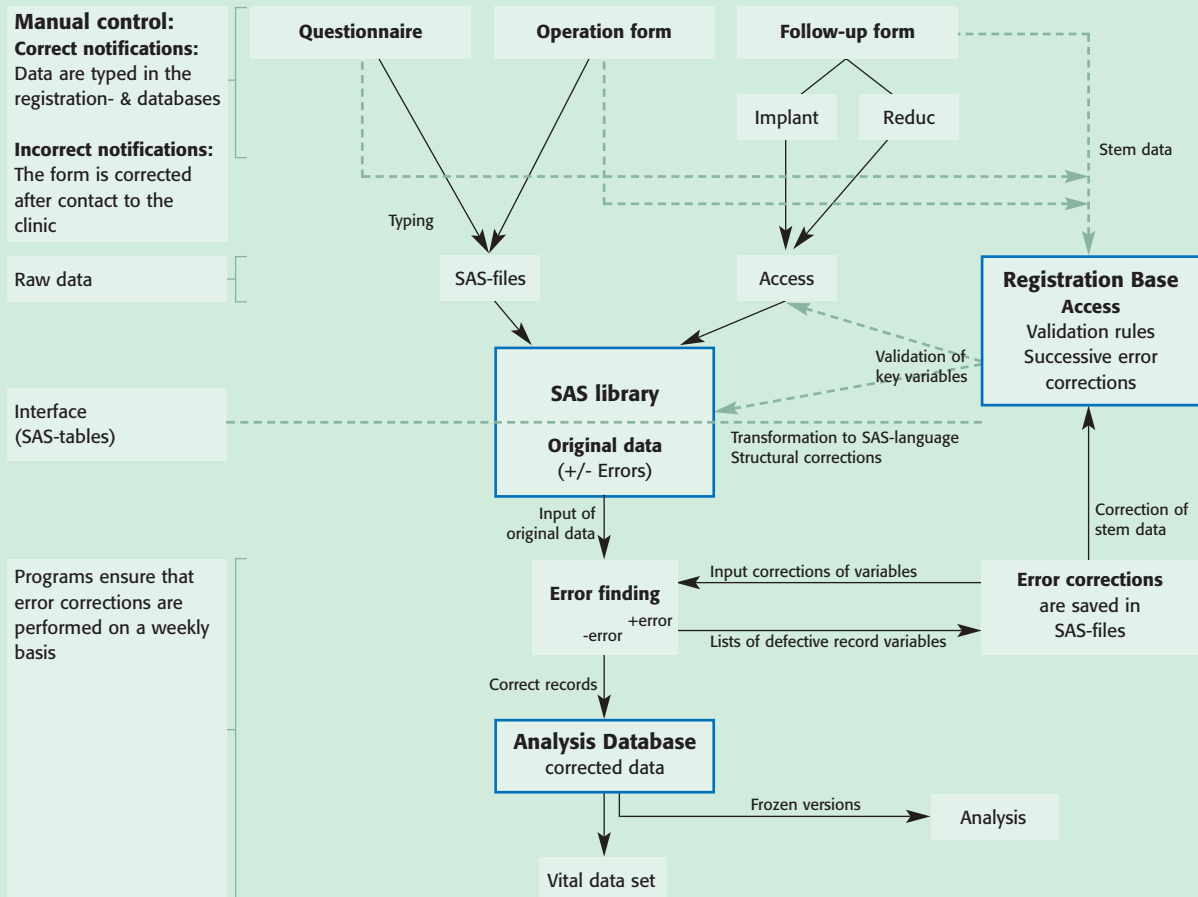 Manual control:
Correct notifications:
Data are typed in the
registration- & databases
Incorrect notifications:
The form is corrected
after contact to the
clinic
Questionnaire
Operation form
Follow-up form
Implant
Reduc
Stem data
Typing
Raw data
SAS-files
Access
Registration Base
Access
Validation rules
Successive error
corrections
Validation of
key variables
Interface
(SAS-tables)
SAS library
Original data
(+/- Errors)
Transformation to SAS-language
Structural corrections
Input of
original data
Correction of
stem data
Programs ensure that
error corrections are
performed on a weekly
basis
Error finding
+error
-error
Input corrections of variables
Lists of defective record variables
Error corrections
are saved in
SAS-files
Correct records
Analysis Database
corrected data
Frozen versions
Analysis
Vital data set